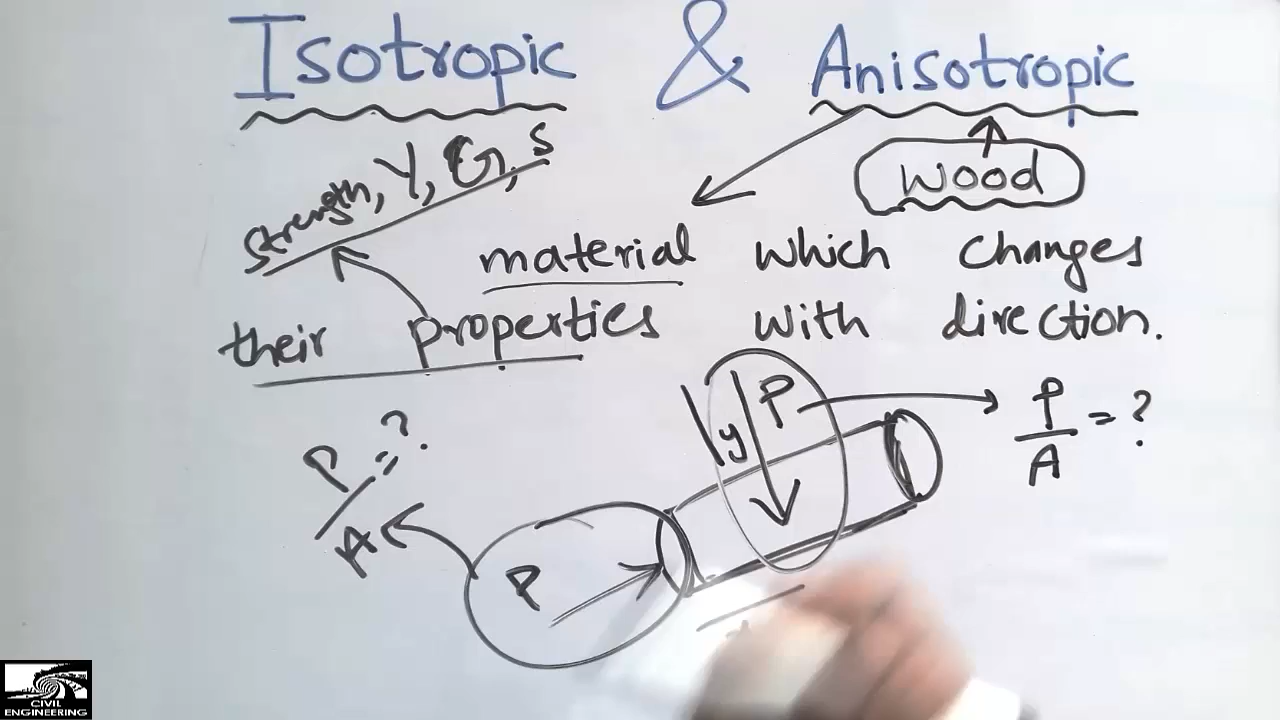 Isotropic & Anisotropic
Strength, Y, G, S
Wood
material which changes
their properties with direction.
P/A = ?
y
P
P/A = ?
P
CIVIL
ENGINEERING